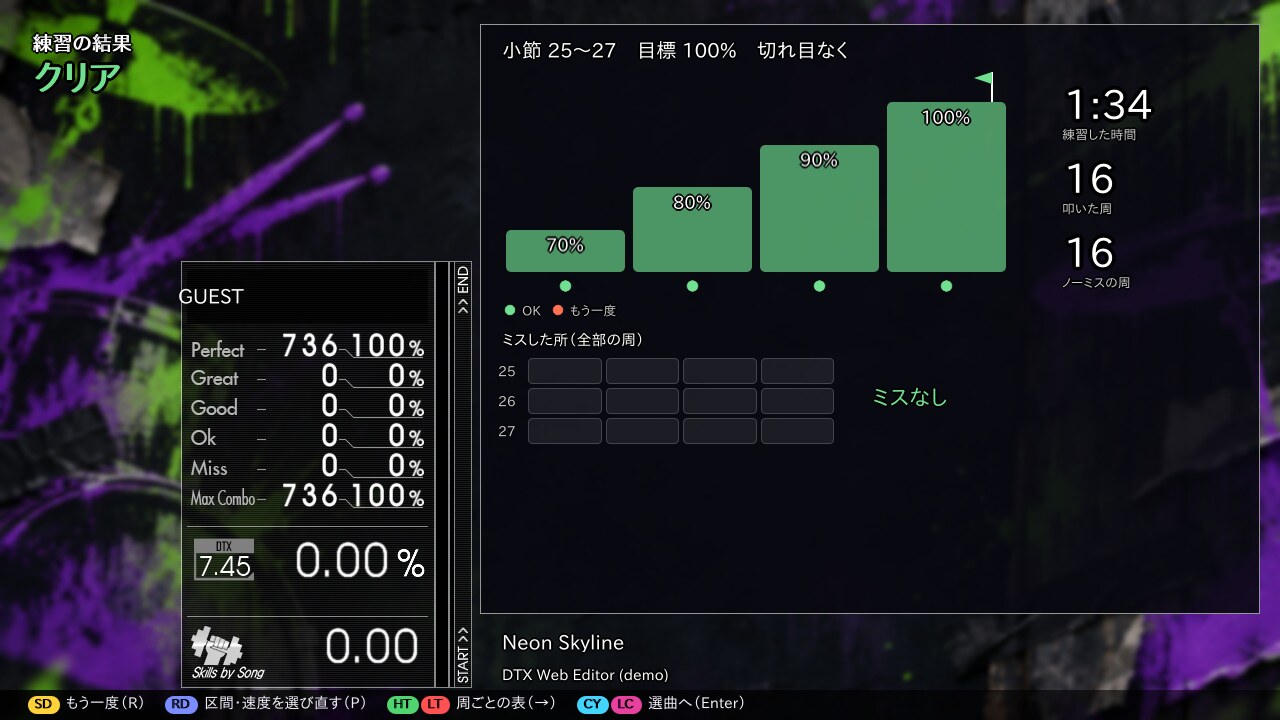 練習の結果
クリア
小節 25～27　目標 100%　切れ目なく
70%
80%
90%
100%
OK
もう一度
1:34
練習した時間
16
叩いた周
16
ノーミスの周
ミスした所（全部の周）
25
26
27
ミスなし
GUEST
Perfect 736 100%
Great 0 0%
Good 0 0%
Ok 0 0%
Miss 0 0%
Max Combo 736 100%
DTX
7.45
0.00 %
0.00
Skills by Song
START >> >> END
Neon Skyline
DTX Web Editor (demo)
SD もう一度(R) RD 区間・速度を選び直す(P) HT LT 周ごとの表(→) CY LC 選曲へ(Enter)